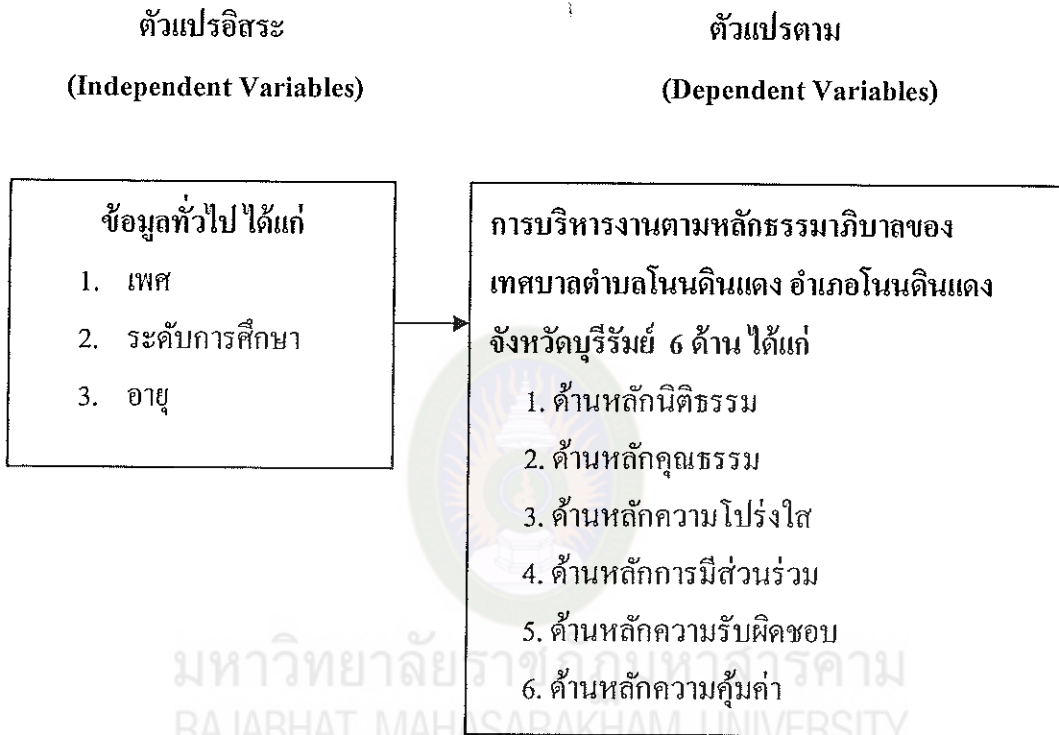 ตัวแปรอิสระ
(Independent Variables)
ตัวแปรตาม
(Dependent Variables)
ข้อมูลทั่วไป ได้แก่
1. เพศ
2. ระดับการศึกษา
3. อายุ
การบริหารงานตามหลักธรรมาภิบาลของ
เทศบาลตำบลโนนดินแดง อำเภอโนนดินแดง
จังหวัดบุรีรัมย์ 6 ด้าน ได้แก่
1. ด้านหลักนิติธรรม
2. ด้านหลักคุณธรรม
3. ด้านหลักความโปร่งใส
4. ด้านหลักการมีส่วนร่วม
5. ด้านหลักความรับผิดชอบ
6. ด้านหลักความคุ้มค่า
มหาวิทยาลัยราชภัฏมหาสารคาม
RAJABHAT MAHASARAKHAM UNIVERSITY